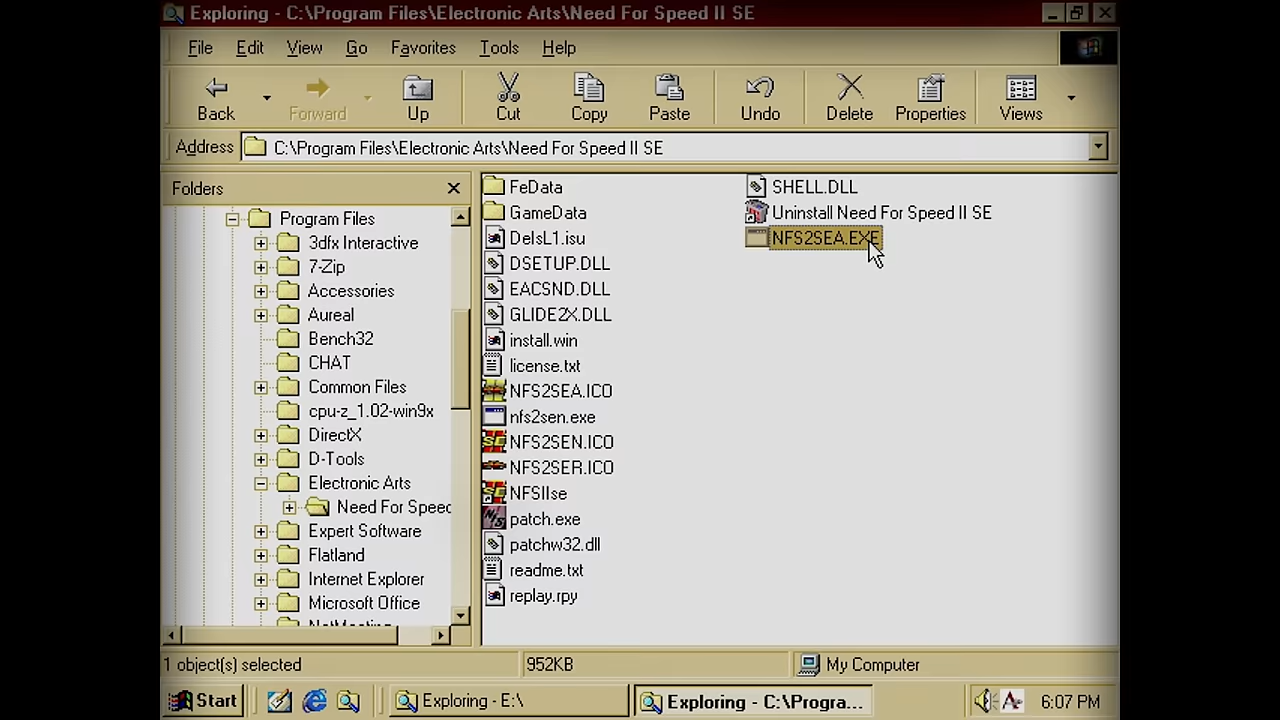 Exploring - C:\Program Files\Electronic Arts\Need For Speed II SE
File Edit View Go Favorites Tools Help
Back Forward Up Cut Copy Paste Undo Delete Properties Views
Address C:\Program Files\Electronic Arts\Need For Speed II SE
Folders
Program Files
3dfx Interactive
7-Zip
Accessories
Aureal
Bench32
CHAT
Common Files
cpu-z_1.02-win9x
DirectX
D-Tools
Electronic Arts
Need For Speed
Expert Software
Flatland
Internet Explorer
Microsoft Office
NetMeeting
FeData
GameData
DeIsL1.isu
DSETUP.DLL
EACSND.DLL
GLIDE2X.DLL
install.win
license.txt
NFS2SEA.ICO
nfs2sen.exe
NFS2SEN.ICO
NFS2SER.ICO
NFSIIse
patch.exe
patchw32.dll
readme.txt
replay.rpy
SHELL.DLL
Uninstall Need For Speed II SE
NFS2SEA.EXE
1 object(s) selected 952KB My Computer
Start Exploring - E:\ Exploring - C:\Progra... 6:07 PM